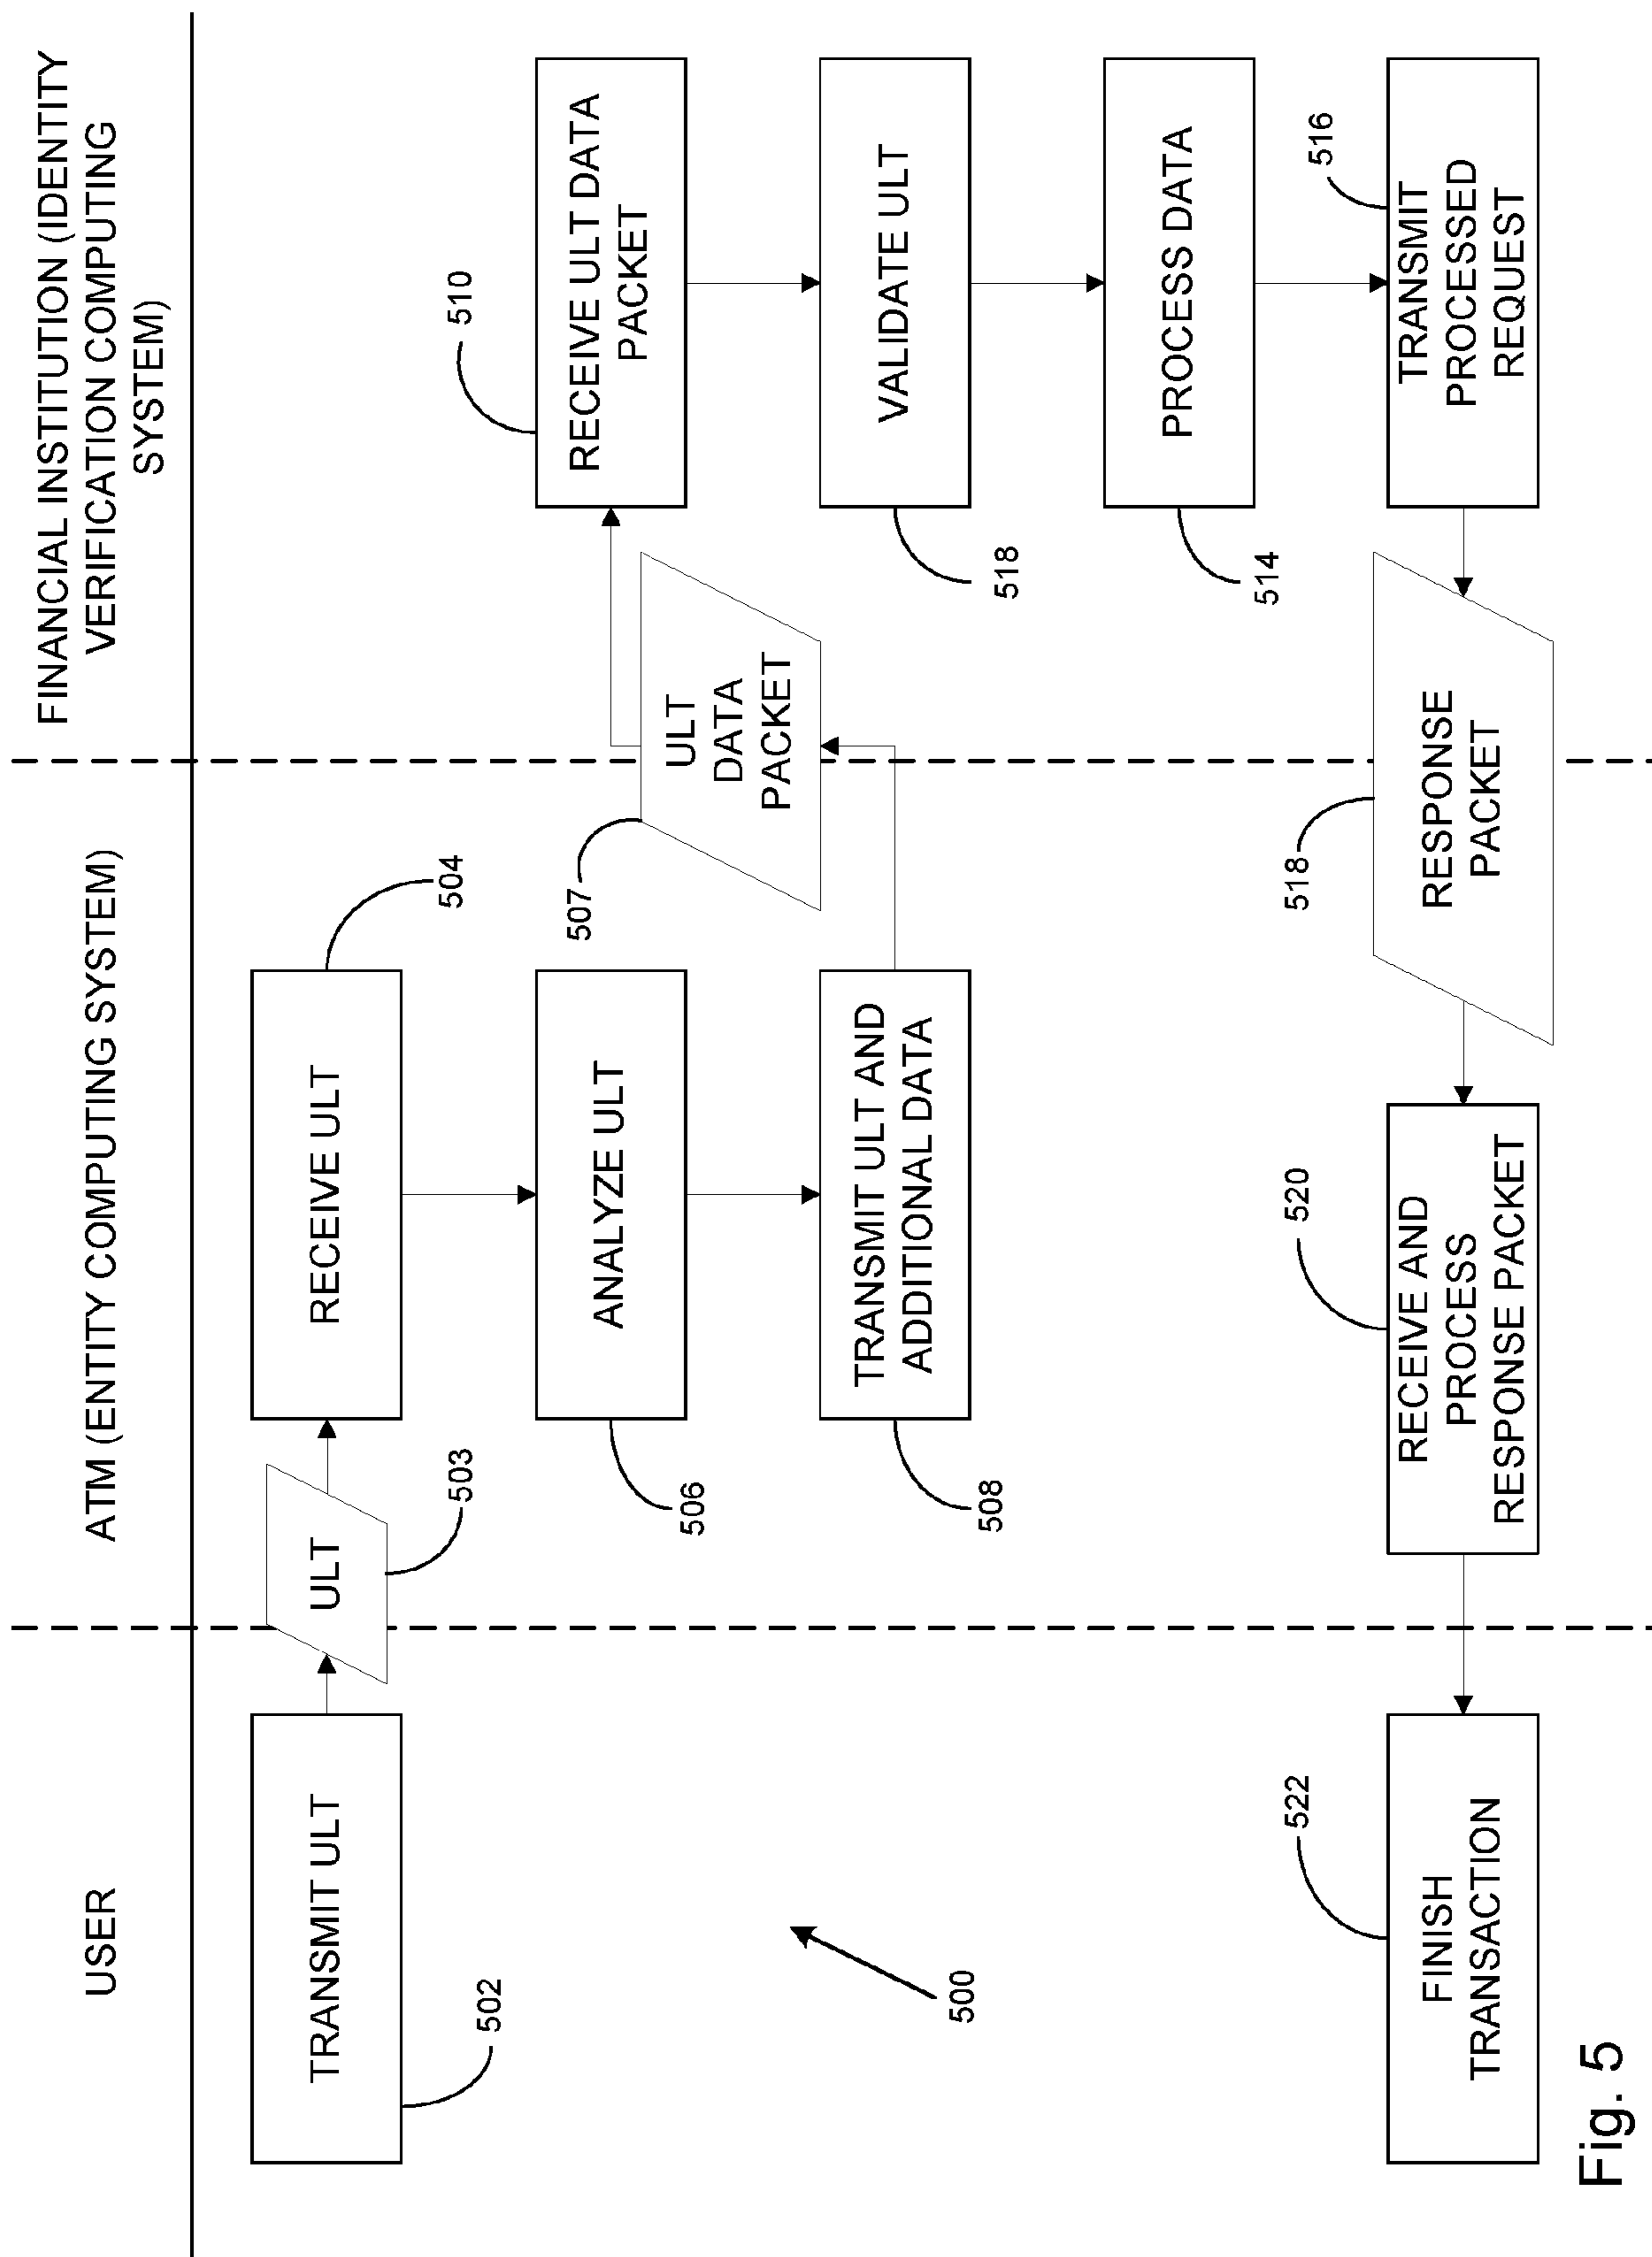 USER
ATM (ENTITY COMPUTING SYSTEM)
FINANCIAL INSTITUTION (IDENTITY
VERIFICATION COMPUTING
SYSTEM)
TRANSMIT ULT
502
ULT
503
RECEIVE ULT
504
ANALYZE ULT
506
TRANSMIT ULT AND
ADDITIONAL DATA
508
ULT
DATA
PACKET
507
RECEIVE ULT DATA
PACKET
510
VALIDATE ULT
518
PROCESS DATA
514
TRANSMIT
PROCESSED
REQUEST
516
RESPONSE
PACKET
518
RECEIVE AND
PROCESS
RESPONSE PACKET
520
FINISH
TRANSACTION
522
500
Fig. 5